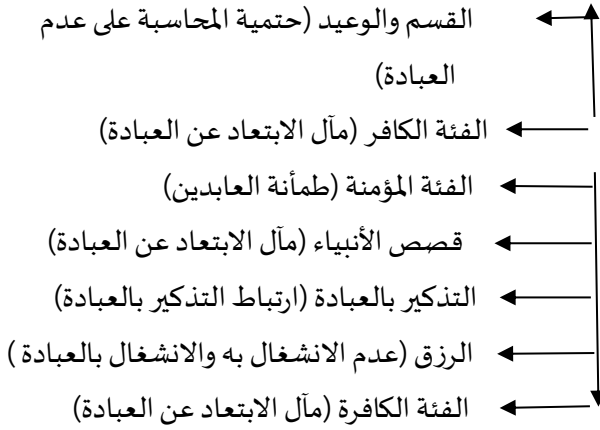 القسم والوعيد (حتمية المحاسبة على عدم
العبادة)
الفئة الكافر (مآل الابتعاد عن العبادة)
الفئة المؤمنة (طمأنة العابدين)
قصص الأنبياء (مآل الابتعاد عن العبادة)
التذكير بالعبادة (ارتباط التذكير بالعبادة)
الرزق (عدم الانشغال به والانشغال بالعبادة )
الفئة الكافرة (مآل الابتعاد عن العبادة)